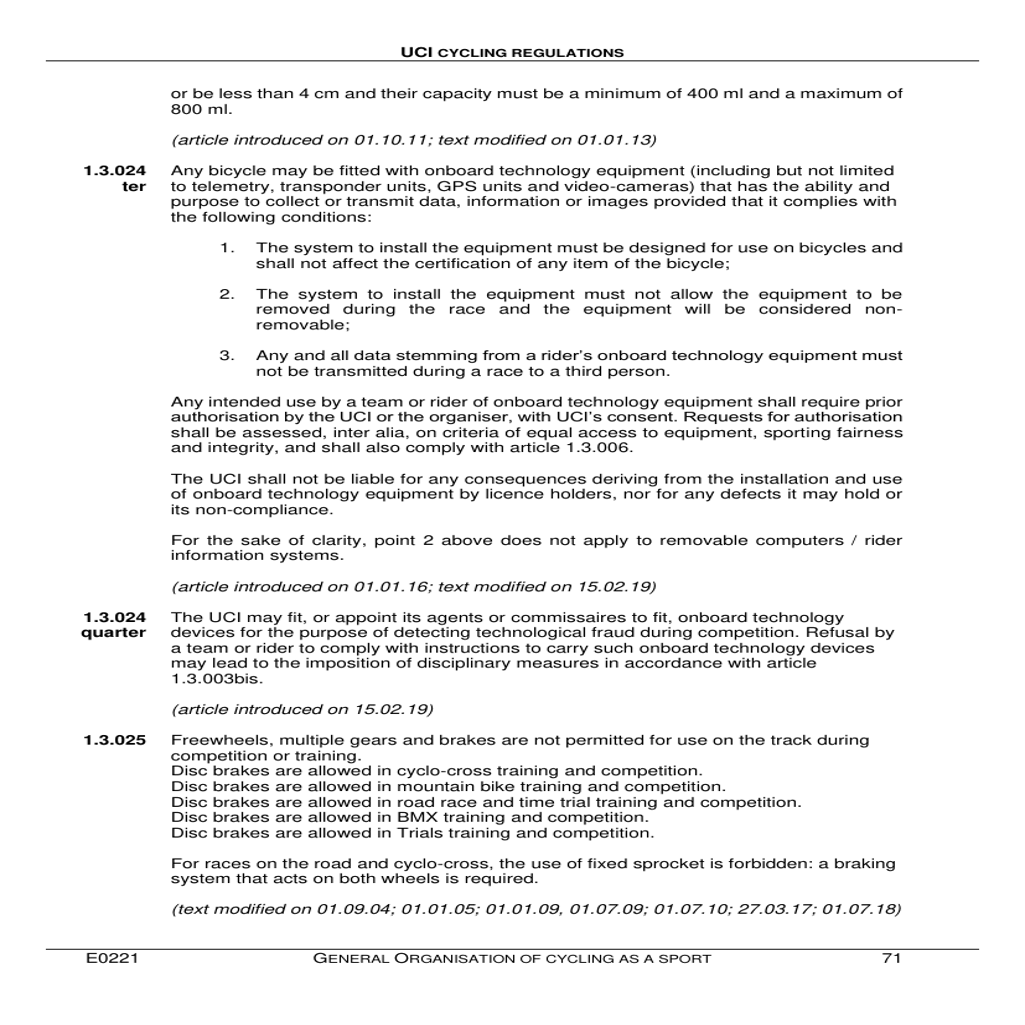 UCI CYCLING REGULATIONS
or be less than 4 cm and their capacity must be a minimum of 400 ml and a maximum of
800 ml.
(article introduced on 01.10.11; text modified on 01.01.13)
1.3.024 Any bicycle may be fitted with onboard technology equipment (including but not limited
ter to telemetry, transponder units, GPS units and video-cameras) that has the ability and
purpose to collect or transmit data, information or images provided that it complies with
the following conditions:
1. The system to install the equipment must be designed for use on bicycles and
shall not affect the certification of any item of the bicycle;
2. The system to install the equipment must not allow the equipment to be
removed during the race and the equipment will be considered non-
removable;
3. Any and all data stemming from a rider's onboard technology equipment must
not be transmitted during a race to a third person.
Any intended use by a team or rider of onboard technology equipment shall require prior
authorisation by the UCI or the organiser, with UCI's consent. Requests for authorisation
shall be assessed, inter alia, on criteria of equal access to equipment, sporting fairness
and integrity, and shall also comply with article 1.3.006.
The UCI shall not be liable for any consequences deriving from the installation and use
of onboard technology equipment by licence holders, nor for any defects it may hold or
its non-compliance.
For the sake of clarity, point 2 above does not apply to removable computers / rider
information systems.
(article introduced on 01.01.16; text modified on 15.02.19)
1.3.024 The UCI may fit, or appoint its agents or commissaires to fit, onboard technology
quarter devices for the purpose of detecting technological fraud during competition. Refusal by
a team or rider to comply with instructions to carry such onboard technology devices
may lead to the imposition of disciplinary measures in accordance with article
1.3.003bis.
(article introduced on 15.02.19)
1.3.025 Freewheels, multiple gears and brakes are not permitted for use on the track during
competition or training.
Disc brakes are allowed in cyclo-cross training and competition.
Disc brakes are allowed in mountain bike training and competition.
Disc brakes are allowed in road race and time trial training and competition.
Disc brakes are allowed in BMX training and competition.
Disc brakes are allowed in Trials training and competition.
For races on the road and cyclo-cross, the use of fixed sprocket is forbidden: a braking
system that acts on both wheels is required.
(text modified on 01.09.04; 01.01.05; 01.01.09, 01.07.09; 01.07.10; 27.03.17; 01.07.18)
E0221 GENERAL ORGANISATION OF CYCLING AS A SPORT 71